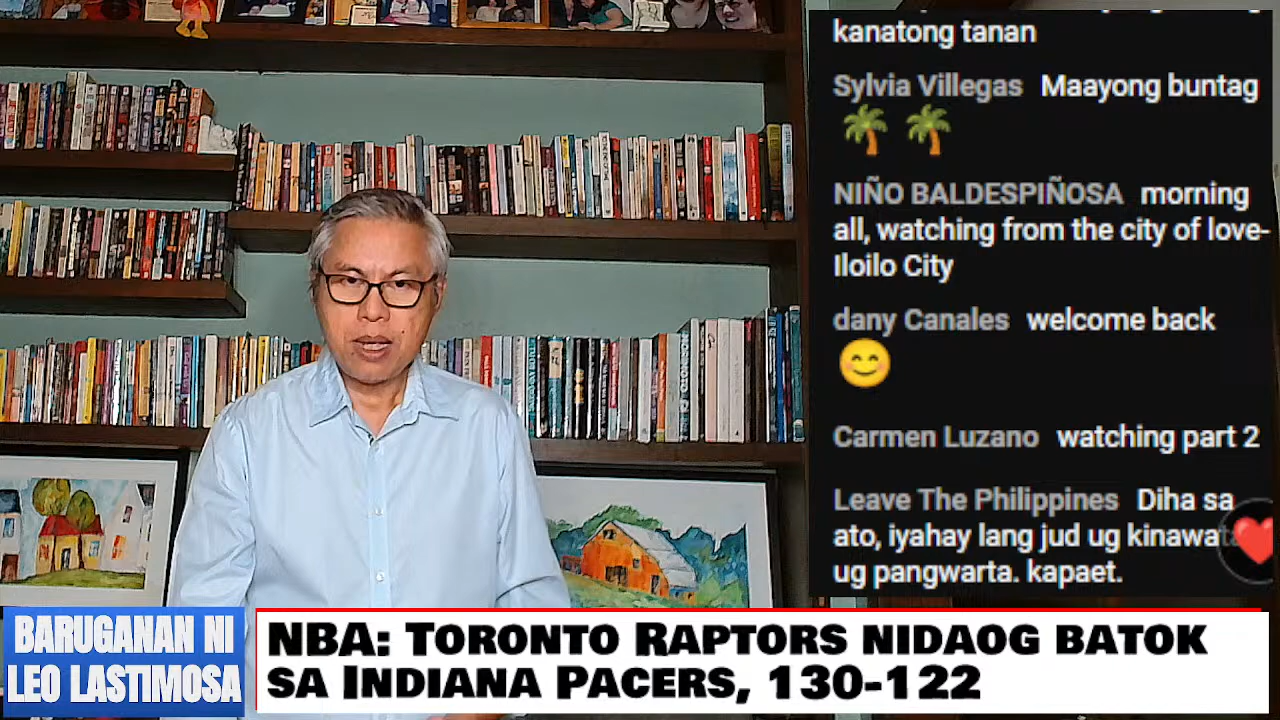 kanatong tanan
Sylvia Villegas Maayong buntag
🌴 🌴
NIÑO BALDESPIÑOSA morning
all, watching from the city of love-
Iloilo City
dany Canales welcome back
😊
Carmen Luzano watching part 2
Leave The Philippines Diha sa
ato, iyahay lang jud ug
ug pangwarta. kapaet.
BARUGANAN NI
LEO LASTIMOSA
NBA: TORONTO RAPTORS NIDAOG BATOK
SA INDIANA PACERS, 130-122